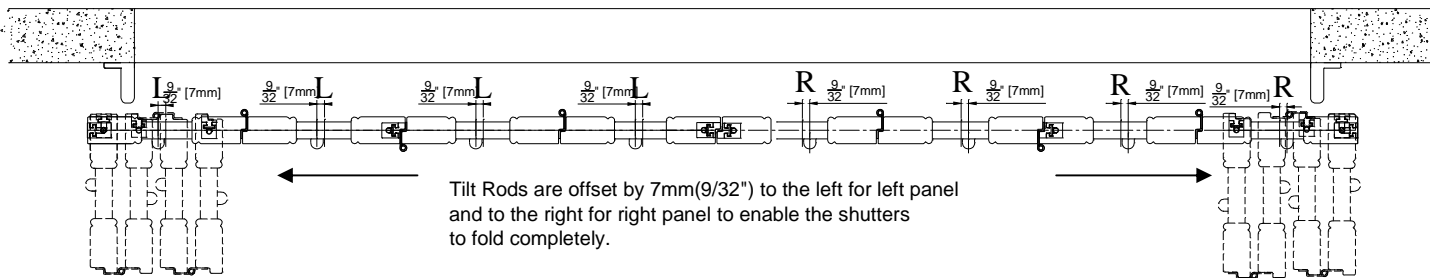 L L L L R R R R
9/32" [7mm] 9/32" [7mm] 9/32" [7mm] 9/32" [7mm] 9/32" [7mm] 9/32" [7mm] 9/32" [7mm] 9/32" [7mm]
Tilt Rods are offset by 7mm(9/32") to the left for left panel
and to the right for right panel to enable the shutters
to fold completely.